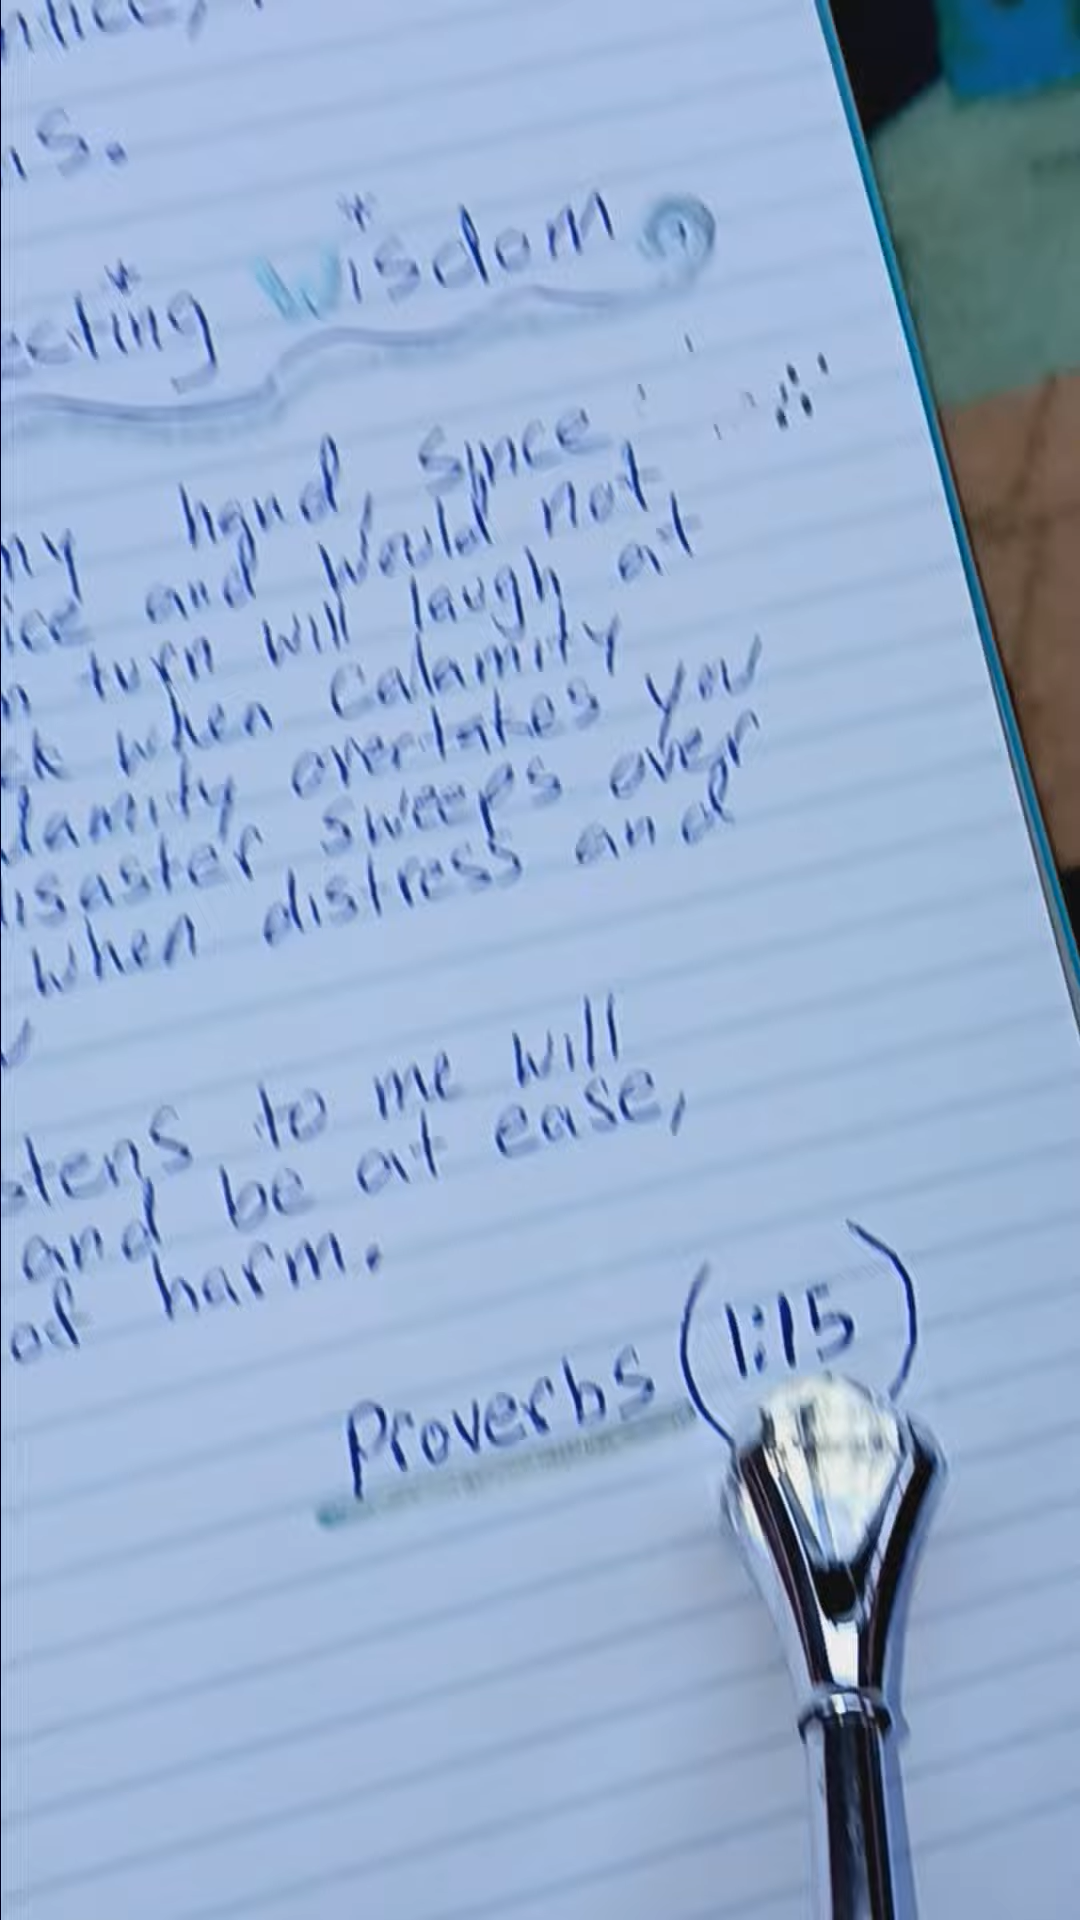 is.
ecting Wisdom
my hand, since
ice and would not,
n turn will laugh at
ck when Calamity
lamity overtakes you
isaster sweeps over
when distress and
stens to me will
and be at ease,
of harm.
Proverbs (1:15)